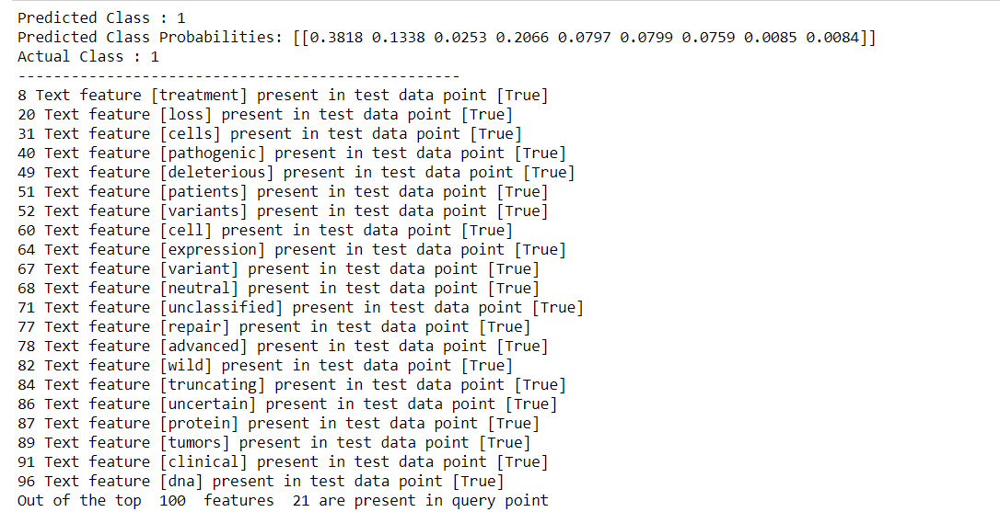 Predicted Class : 1
Predicted Class Probabilities: [[0.3818 0.1338 0.0253 0.2066 0.0797 0.0799 0.0759 0.0085 0.0084]]
Actual Class : 1
--------------------------------------------------
8 Text feature [treatment] present in test data point [True]
20 Text feature [loss] present in test data point [True]
31 Text feature [cells] present in test data point [True]
40 Text feature [pathogenic] present in test data point [True]
49 Text feature [deleterious] present in test data point [True]
51 Text feature [patients] present in test data point [True]
52 Text feature [variants] present in test data point [True]
60 Text feature [cell] present in test data point [True]
64 Text feature [expression] present in test data point [True]
67 Text feature [variant] present in test data point [True]
68 Text feature [neutral] present in test data point [True]
71 Text feature [unclassified] present in test data point [True]
77 Text feature [repair] present in test data point [True]
78 Text feature [advanced] present in test data point [True]
82 Text feature [wild] present in test data point [True]
84 Text feature [truncating] present in test data point [True]
86 Text feature [uncertain] present in test data point [True]
87 Text feature [protein] present in test data point [True]
89 Text feature [tumors] present in test data point [True]
91 Text feature [clinical] present in test data point [True]
96 Text feature [dna] present in test data point [True]
Out of the top  100  features  21 are present in query point